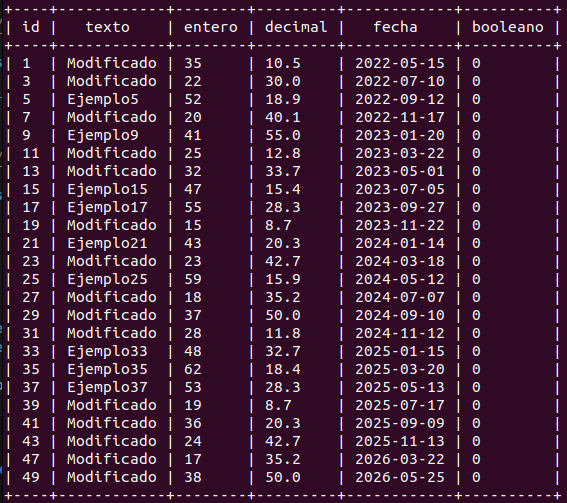 +----+------------+--------+---------+------------+----------+
| id |   texto    | entero | decimal |   fecha    | booleano |
+----+------------+--------+---------+------------+----------+
| 1  | Modificado | 35     | 10.5    | 2022-05-15 | 0        |
| 3  | Modificado | 22     | 30.0    | 2022-07-10 | 0        |
| 5  | Ejemplo5   | 52     | 18.9    | 2022-09-12 | 0        |
| 7  | Modificado | 20     | 40.1    | 2022-11-17 | 0        |
| 9  | Ejemplo9   | 41     | 55.0    | 2023-01-20 | 0        |
| 11 | Modificado | 25     | 12.8    | 2023-03-22 | 0        |
| 13 | Modificado | 32     | 33.7    | 2023-05-01 | 0        |
| 15 | Ejemplo15  | 47     | 15.4    | 2023-07-05 | 0        |
| 17 | Ejemplo17  | 55     | 28.3    | 2023-09-27 | 0        |
| 19 | Modificado | 15     | 8.7     | 2023-11-22 | 0        |
| 21 | Ejemplo21  | 43     | 20.3    | 2024-01-14 | 0        |
| 23 | Modificado | 23     | 42.7    | 2024-03-18 | 0        |
| 25 | Ejemplo25  | 59     | 15.9    | 2024-05-12 | 0        |
| 27 | Modificado | 18     | 35.2    | 2024-07-07 | 0        |
| 29 | Modificado | 37     | 50.0    | 2024-09-10 | 0        |
| 31 | Modificado | 28     | 11.8    | 2024-11-12 | 0        |
| 33 | Ejemplo33  | 48     | 32.7    | 2025-01-15 | 0        |
| 35 | Ejemplo35  | 62     | 18.4    | 2025-03-20 | 0        |
| 37 | Ejemplo37  | 53     | 28.3    | 2025-05-13 | 0        |
| 39 | Modificado | 19     | 8.7     | 2025-07-17 | 0        |
| 41 | Modificado | 36     | 20.3    | 2025-09-09 | 0        |
| 43 | Modificado | 24     | 42.7    | 2025-11-13 | 0        |
| 47 | Modificado | 17     | 35.2    | 2026-03-22 | 0        |
| 49 | Modificado | 38     | 50.0    | 2026-05-25 | 0        |
+----+------------+--------+---------+------------+----------+